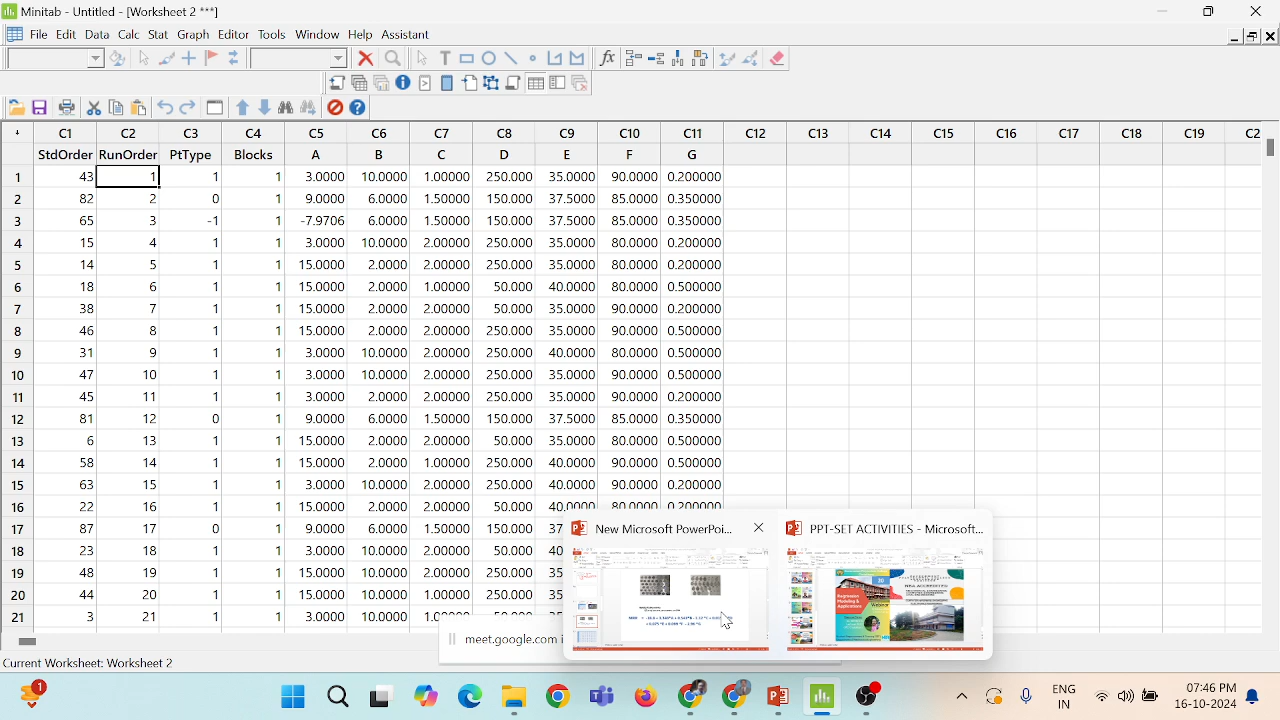 Minitab - Untitled - [Worksheet 2 ***]
File Edit Data Calc Stat Graph Editor Tools Window Help Assistant
C1 C2 C3 C4 C5 C6 C7 C8 C9 C10 C11 C12 C13 C14 C15 C16 C17 C18 C19 C2
StdOrder RunOrder PtType Blocks A B C D E F G
1 43 1 1 1 3.0000 10.0000 1.00000 250.000 35.0000 90.0000 0.200000
2 82 2 0 1 9.0000 6.0000 1.50000 150.000 37.5000 85.0000 0.350000
3 65 3 -1 1 -7.9706 6.0000 1.50000 150.000 37.5000 85.0000 0.350000
4 15 4 1 1 3.0000 10.0000 2.00000 250.000 35.0000 80.0000 0.200000
5 14 5 1 1 15.0000 2.0000 2.00000 250.000 35.0000 80.0000 0.200000
6 18 6 1 1 15.0000 2.0000 1.00000 50.000 40.0000 80.0000 0.500000
7 38 7 1 1 15.0000 2.0000 2.00000 50.000 35.0000 90.0000 0.200000
8 46 8 1 1 15.0000 2.0000 2.00000 250.000 35.0000 90.0000 0.500000
9 31 9 1 1 3.0000 10.0000 2.00000 250.000 40.0000 80.0000 0.500000
10 47 10 1 1 3.0000 10.0000 2.00000 250.000 35.0000 90.0000 0.500000
11 45 11 1 1 3.0000 2.0000 2.00000 250.000 35.0000 90.0000 0.200000
12 81 12 0 1 9.0000 6.0000 1.50000 150.000 37.5000 85.0000 0.350000
13 6 13 1 1 15.0000 2.0000 2.00000 50.000 35.0000 80.0000 0.500000
14 58 14 1 1 15.0000 2.0000 1.00000 250.000 40.0000 90.0000 0.500000
15 63 15 1 1 3.0000 10.0000 2.00000 250.000 40.0000 90.0000 0.200000
16 22 16 1 1 15.0000 2.0000 2.00000 50.000 40.0000 80.0000 0.200000
17 87 17 0 1 9.0000 6.0000 1.50000 150.000 37
18 23 18 1 1 3.0000 10.0000 2.00000 50.000 40
19 48 19 1 1 15.0000 10.0000 2.00000 250.000 35
20 44 20 1 1 15.0000 10.0000 1.00000 250.000 35
21 3 21 1 1 3.0000 10.0000 1.00000
New Microsoft PowerPoi...
PPT-SET ACTIVITIES - Microsoft...
Regression Modeling & Applications
Webinar
NBA ACCREDITED
meet.google.com
Current Worksheet: Worksheet 2
1
ENG
IN
07:46 PM
16-10-2024